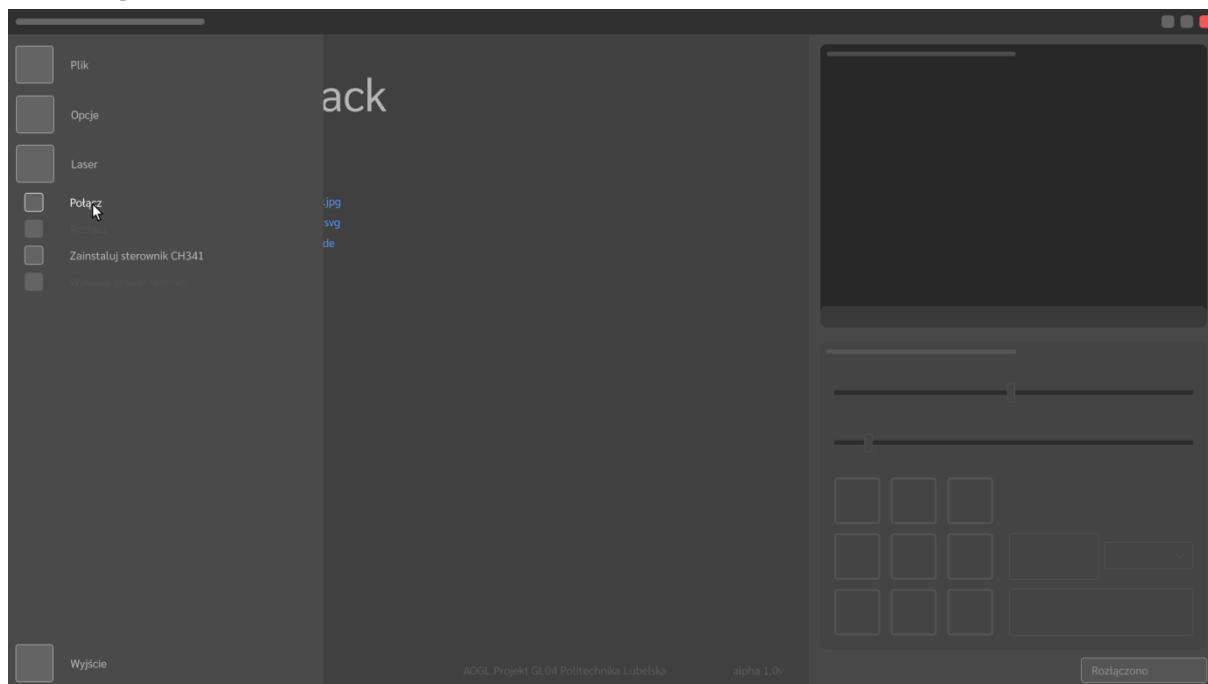 Plik
Opcje
ack
Laser
Połącz
.jpg
svg
de
Zainstaluj sterownik CH341
Wyjście
AOGL Projekt GL04 Politechnika Lubelska
alpha 1.0v
Rozłączono